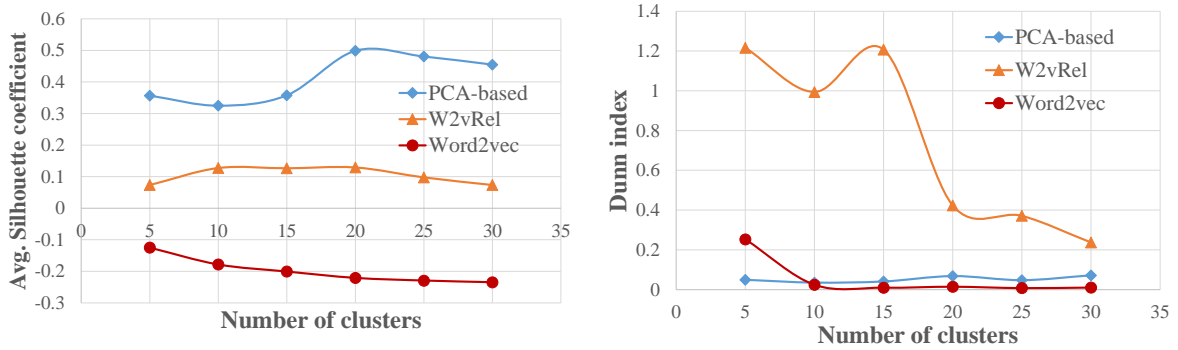 0.6
0.5
0.4
0.3
0.2
0.1
0
-0.1
-0.2
-0.3
0 5 10 15 20 25 30 35
Avg. Silhouette coefficient
Number of clusters
PCA-based
W2vRel
Word2vec
1.4
1.2
1
0.8
0.6
0.4
0.2
0
0 5 10 15 20 25 30 35
Dunn index
Number of clusters
PCA-based
W2vRel
Word2vec